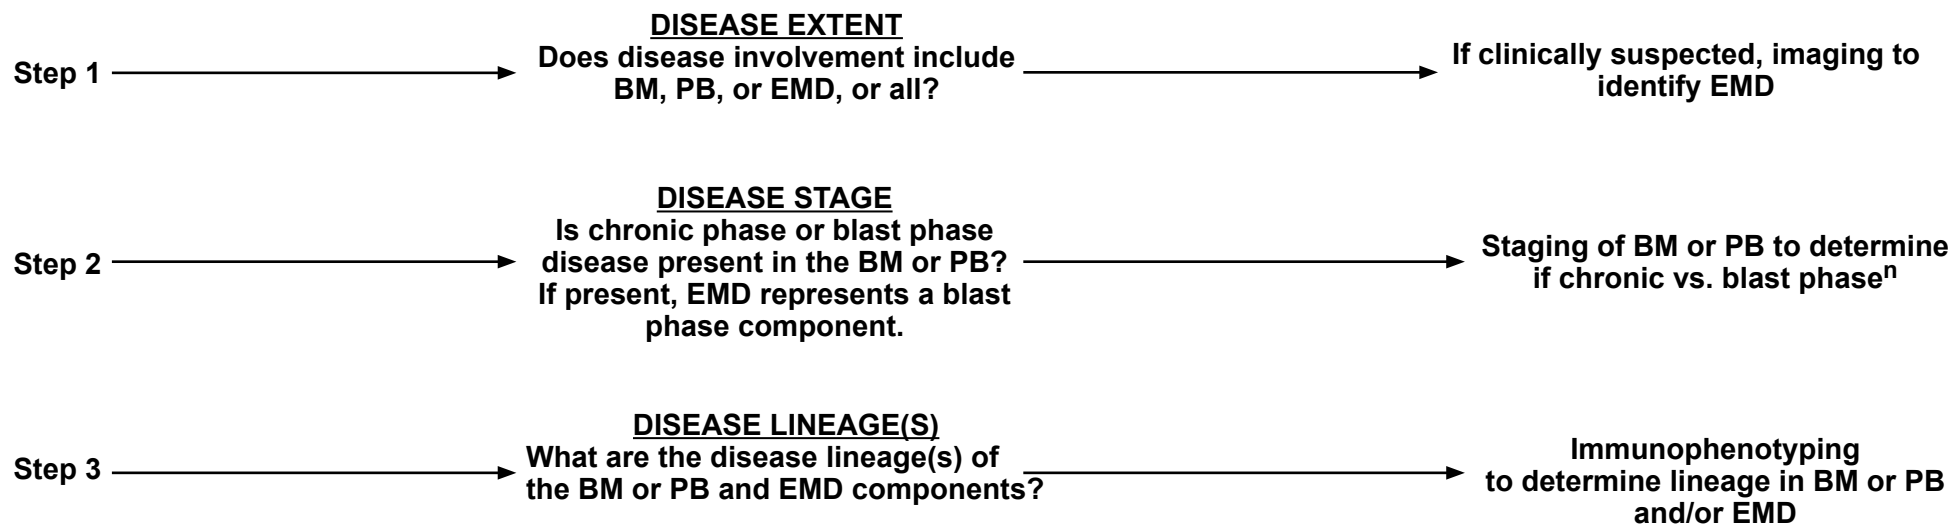 Step 1
DISEASE EXTENT
Does disease involvement include
BM, PB, or EMD, or all?
If clinically suspected, imaging to
identify EMD
Step 2
DISEASE STAGE
Is chronic phase or blast phase
disease present in the BM or PB?
If present, EMD represents a blast
phase component.
Staging of BM or PB to determine
if chronic vs. blast phaseⁿ
Step 3
DISEASE LINEAGE(S)
What are the disease lineage(s) of
the BM or PB and EMD components?
Immunophenotyping
to determine lineage in BM or PB
and/or EMD